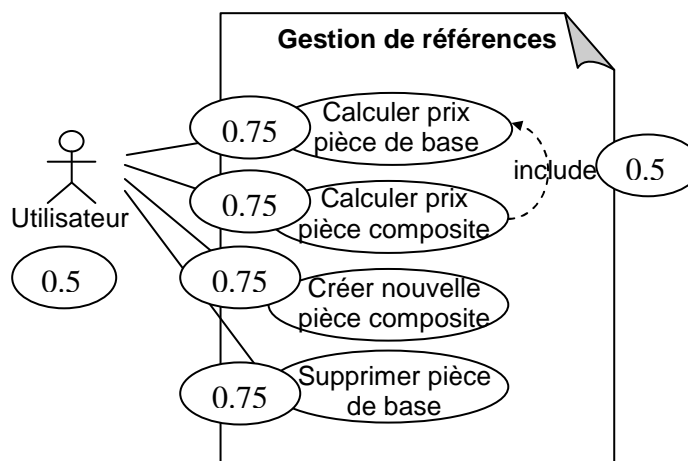 Gestion de références
0.75
Calculer prix
pièce de base
include
0.5
0.75
Calculer prix
pièce composite
Utilisateur
0.5
0.75
Créer nouvelle
pièce composite
0.75
Supprimer pièce
de base